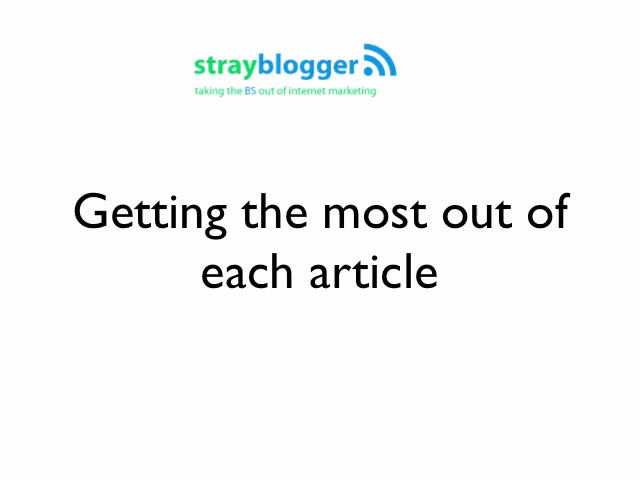 strayblogger
taking the BS out of internet marketing
Getting the most out of
each article